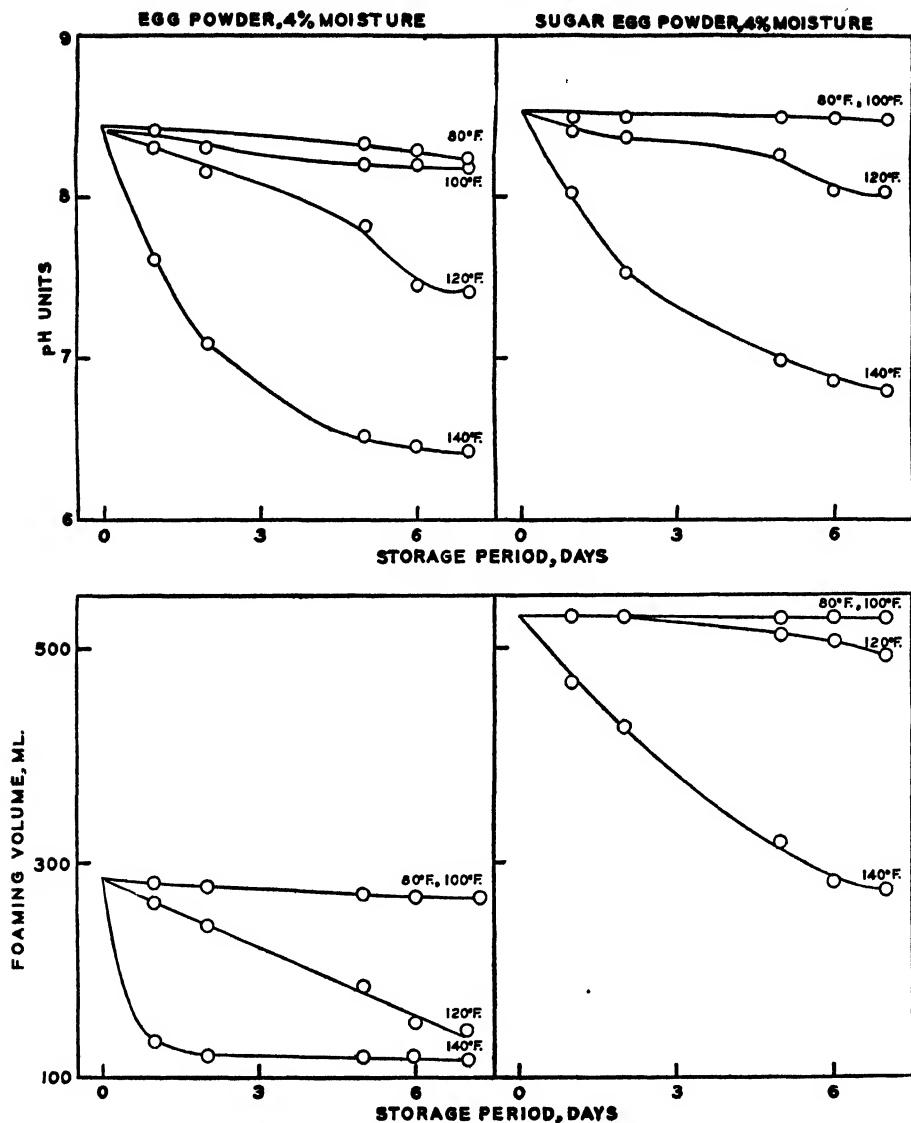 EGG POWDER, 4% MOISTURE
SUGAR EGG POWDER, 4% MOISTURE
pH UNITS
9
8
7
6
80°F.
100°F.
120°F.
140°F.
80°F., 100°F.
120°F.
140°F.
0 3 6 0 3 6
STORAGE PERIOD, DAYS
FOAMING VOLUME, ML.
500
300
100
80°F., 100°F.
120°F.
140°F.
80°F., 100°F.
120°F.
140°F.
0 3 6 0 3 6
STORAGE PERIOD, DAYS